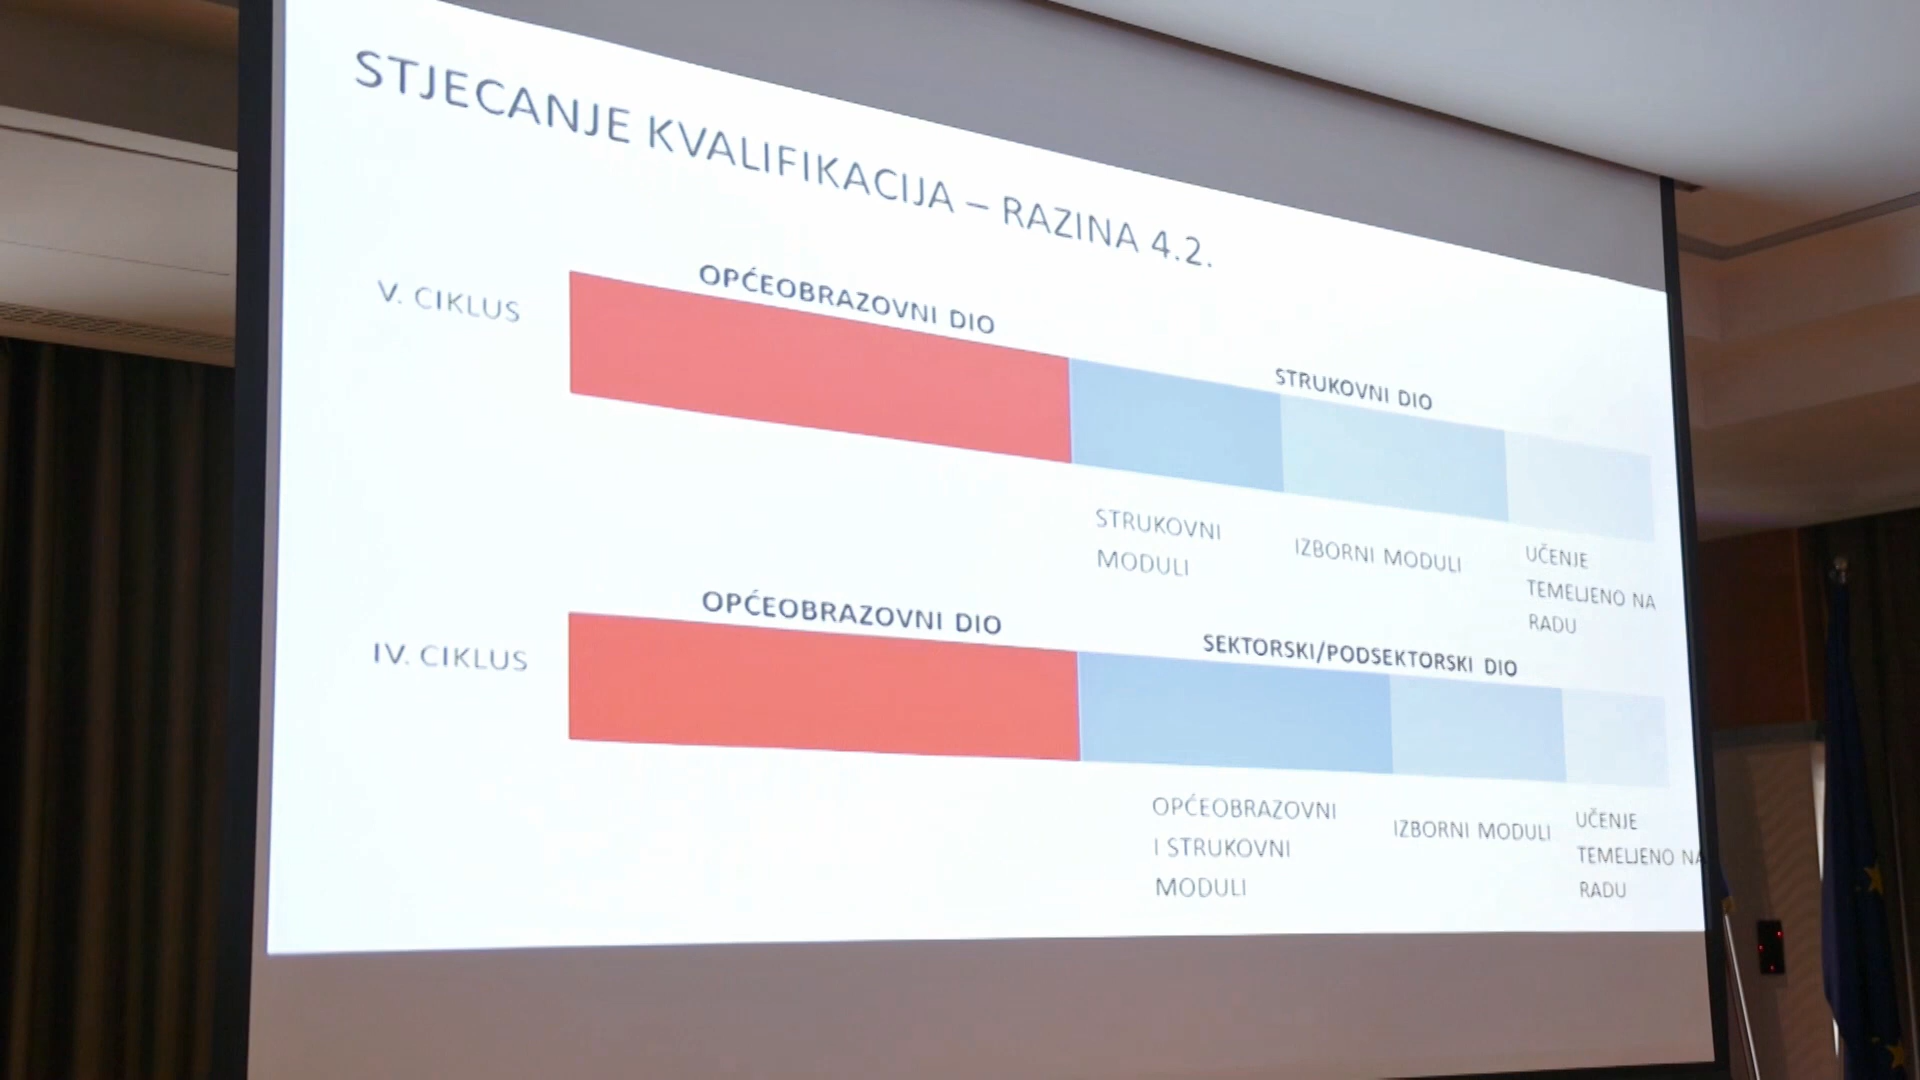 STJECANJE KVALIFIKACIJA – RAZINA 4.2.
V. CIKLUS
OPĆEOBRAZOVNI DIO
STRUKOVNI DIO
STRUKOVNI
MODULI
IZBORNI MODULI
UČENJE
TEMELJENO NA
RADU
IV. CIKLUS
OPĆEOBRAZOVNI DIO
SEKTORSKI/PODSEKTORSKI DIO
OPĆEOBRAZOVNI
I STRUKOVNI
MODULI
IZBORNI MODULI
UČENJE
TEMELJENO NA
RADU